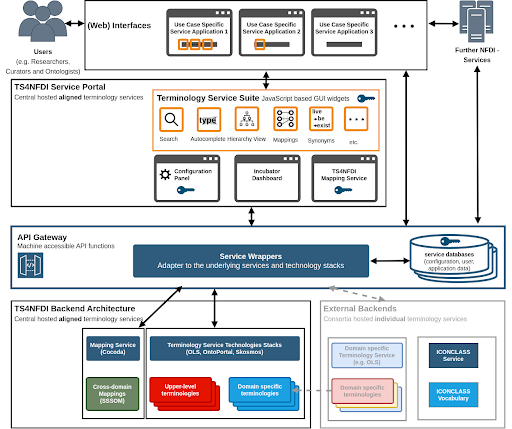 (Web) Interfaces
Use Case Specific
Service Application 1
Use Case Specific
Service Application 2
Use Case Specific
Service Application 3
Users
(e.g. Researchers,
Curators and Ontologists)
Further NFDI -
Services
TS4NFDI Service Portal
Central hosted aligned terminology services
Terminology Service Suite JavaScript based GUI widgets
type
live
+be
+exist
Search
Autocomplete
Hierarchy View
Mappings
Synonyms
etc.
Configuration
Panel
Incubator
Dashboard
TS4NFDI
Mapping Service
API Gateway
Machine accessible API functions
Service Wrappers
Adapter to the underlying services and technology stacks
service databases
(configuration, user,
application data)
TS4NFDI Backend Architecture
Central hosted aligned terminology services
Mapping Service
(Cocoda)
Terminology Service Technologies Stacks
(OLS, OntoPortal, Skosmos)
Cross-domain
Mappings
(SSSOM)
Upper-level
terminologies
Domain specific
terminologies
External Backends
Consortia hosted individual terminology services
Domain specific
Terminology Service
(e.g. OLS)
Domain specific
terminologies
ICONCLASS
Service
ICONCLASS
Vocabulary